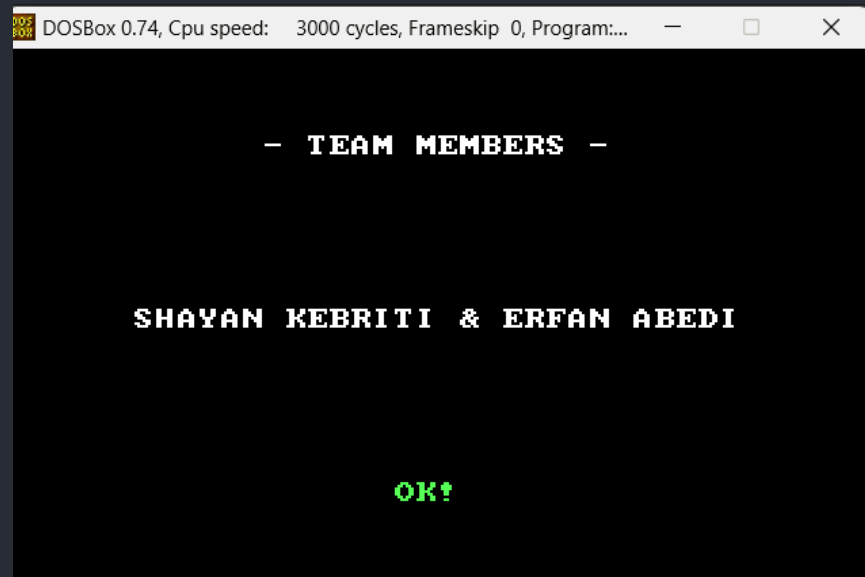 DOSBox 0.74, Cpu speed: 3000 cycles, Frameskip 0, Program:...
- TEAM MEMBERS -
SHAYAN KEBRITI & ERFAN ABEDI
OK!